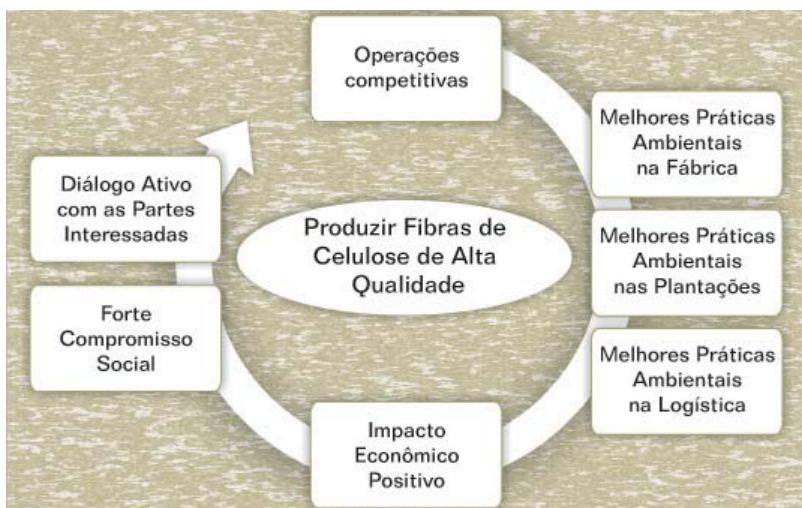 Operações
competitivas
Melhores Práticas
Ambientais
na Fábrica
Melhores Práticas
Ambientais
nas Plantações
Melhores Práticas
Ambientais
na Logística
Impacto
Econômico
Positivo
Forte
Compromisso
Social
Diálogo Ativo
com as Partes
Interessadas
Produzir Fibras de
Celulose de Alta
Qualidade